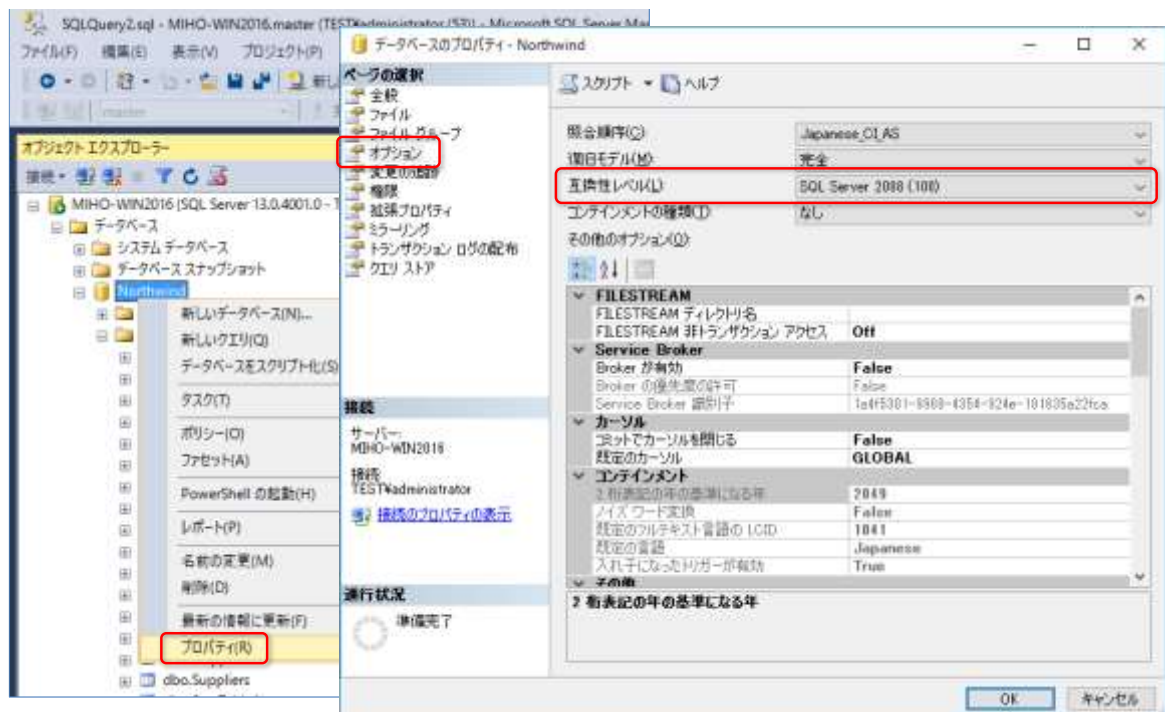 SQLQuery2.sql - MIHO-WIN2016.master (TEST¥administrator (53)) - Microsoft SQL Server Man
ファイル(F) 編集(E) 表示(V) プロジェクト(P)
新し
master
オブジェクト エクスプローラー
接続
MIHO-WIN2016 (SQL Server 13.0.4001.0 - T
データベース
システム データベース
データベース スナップショット
Northwind
新しいデータベース(N)...
新しいクエリ(Q)
データベースをスクリプト化(S)
タスク(T)
ポリシー(O)
ファセット(A)
PowerShell の起動(H)
レポート(P)
名前の変更(M)
削除(D)
最新の情報に更新(F)
プロパティ(R)
dbo.Suppliers
データベースのプロパティ - Northwind
ページの選択
全般
ファイル
ファイル グループ
オプション
変更の追跡
権限
拡張プロパティ
ミラーリング
トランザクション ログの配布
クエリ ストア
接続
サーバー:
MIHO-WIN2016
接続:
TEST¥administrator
接続のプロパティの表示
進行状況
準備完了
スクリプト ヘルプ
照合順序(C) Japanese_CI_AS
復旧モデル(M) 完全
互換性レベル(L) SQL Server 2008 (100)
コンテインメントの種類(T) なし
その他のオプション(O)
FILESTREAM
FILESTREAM ディレクトリ名
FILESTREAM 非トランザクション アクセス Off
Service Broker
Broker が有効 False
Broker の優先度の許可 False
Service Broker 識別子
カーソル
コミットでカーソルを閉じる False
既定のカーソル GLOBAL
コンテインメント
2 桁表記の年の基準になる年 2049
ノイズ ワード変換 False
既定のフルテキスト言語の LCID 1041
既定の言語 Japanese
入れ子になったトリガーが有効 True
その他
2 桁表記の年の基準になる年
OK キャンセル